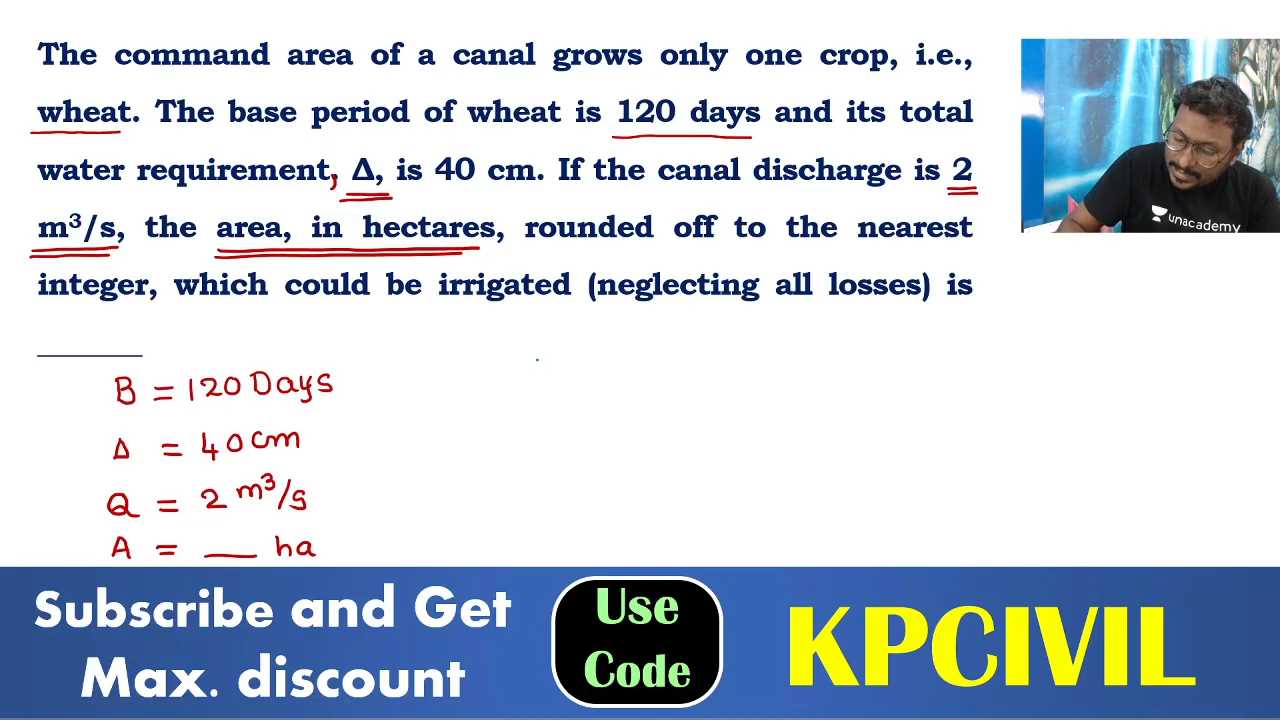 The command area of a canal grows only one crop, i.e.,
wheat. The base period of wheat is 120 days and its total
water requirement, Δ, is 40 cm. If the canal discharge is 2
m³/s, the area, in hectares, rounded off to the nearest
integer, which could be irrigated (neglecting all losses) is
B = 120 Days
Δ = 40 cm
Q = 2 m³/s
A = __ ha
unacademy
Subscribe and Get
Max. discount
Use
Code
KPCIVIL